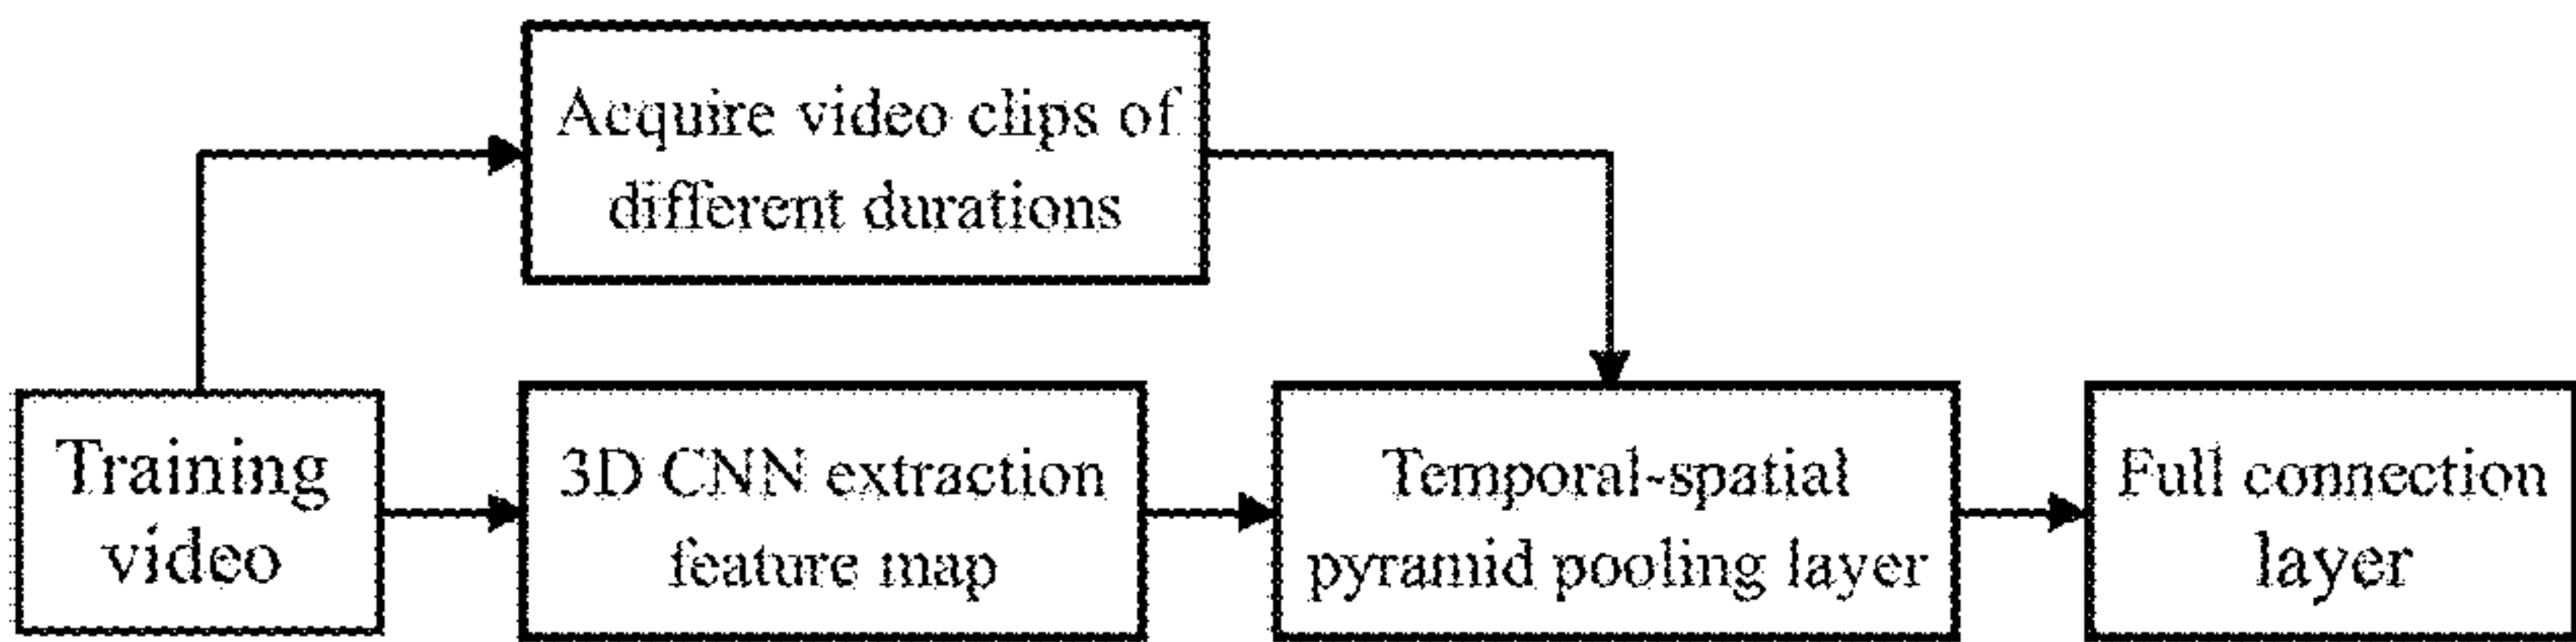 Acquire video clips of
different durations
Training
video
3D CNN extraction
feature map
Temporal-spatial
pyramid pooling layer
Full connection
layer